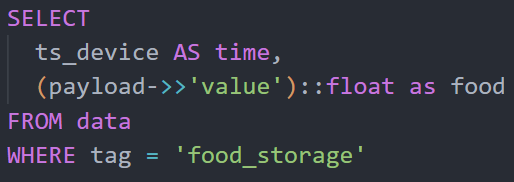 SELECT
  ts_device AS time,
  (payload->>'value')::float as food
FROM data
WHERE tag = 'food_storage'